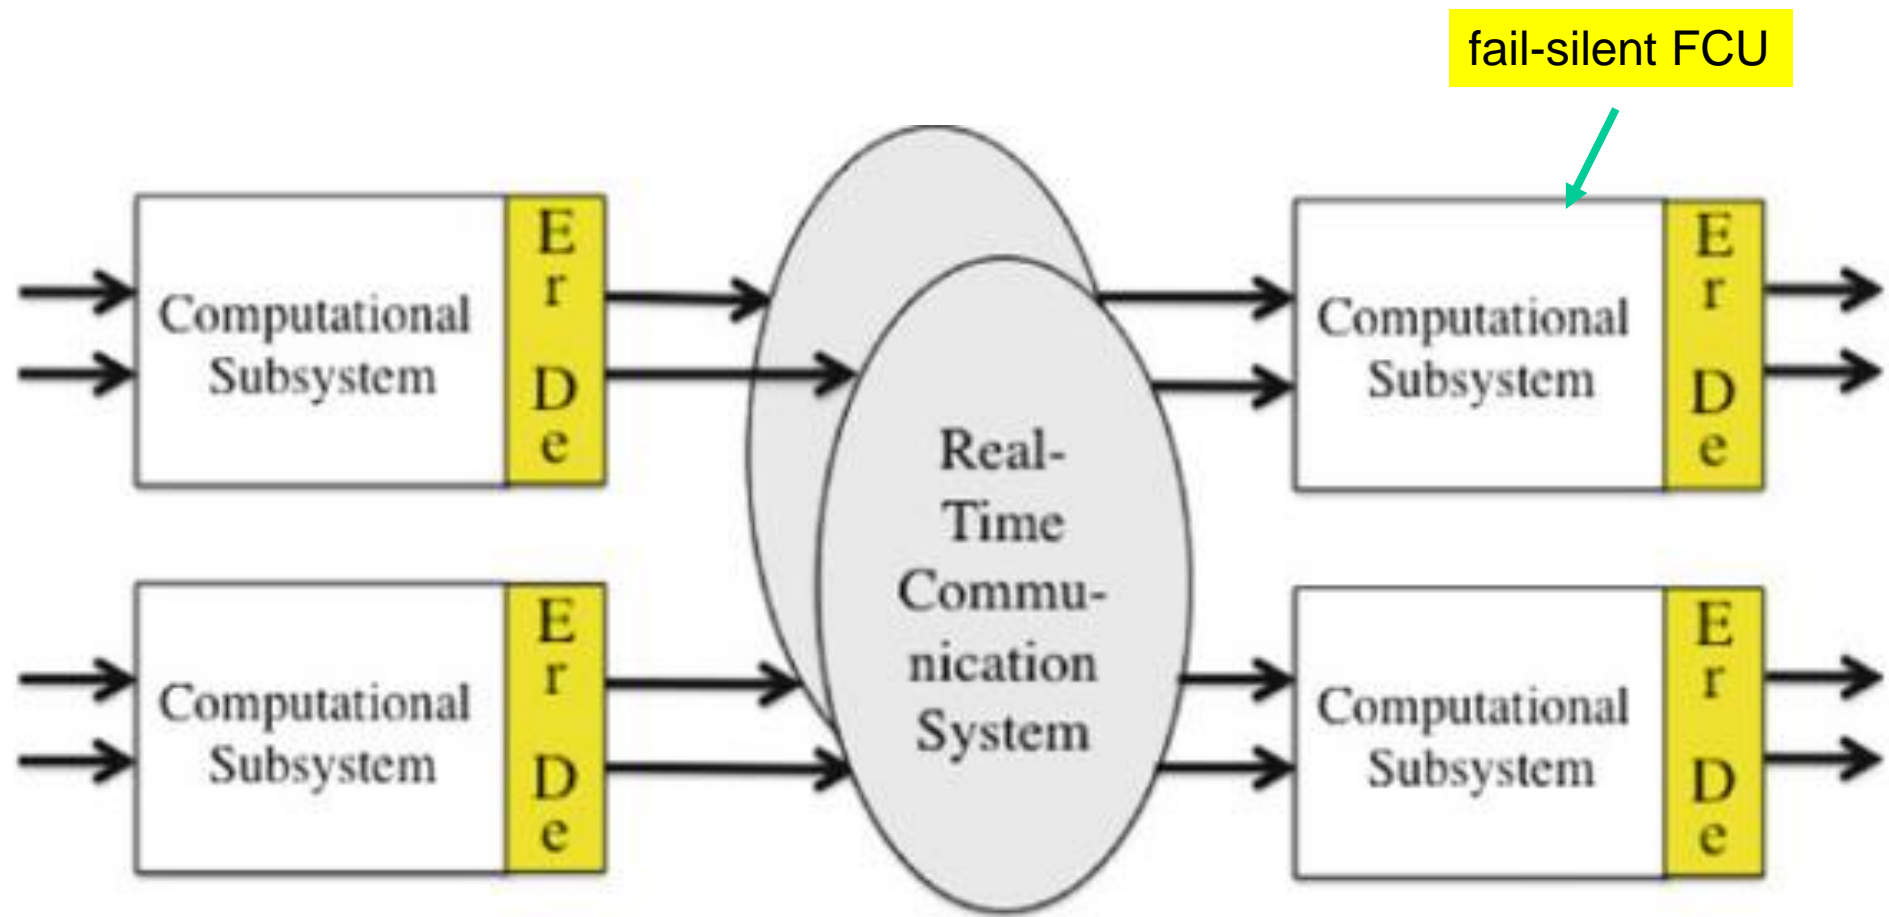 fail-silent FCU
Computational
Subsystem
E
r
D
e
Computational
Subsystem
E
r
D
e
Real-
Time
Commu-
nication
System
Computational
Subsystem
E
r
D
e
Computational
Subsystem
E
r
D
e